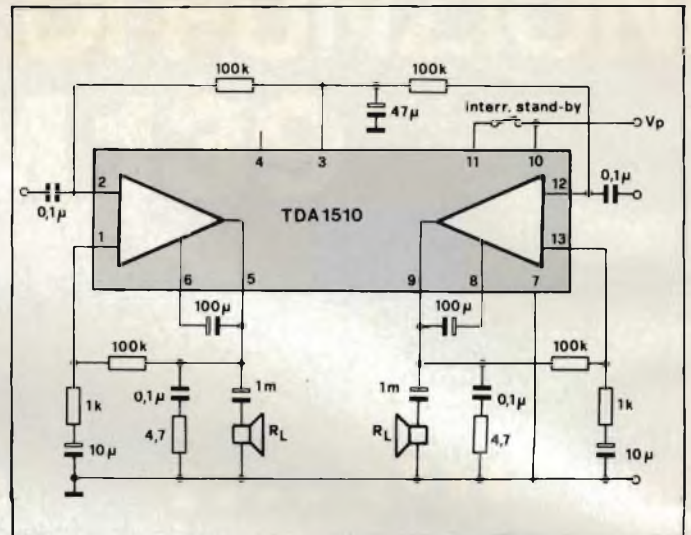 100k 100k
interr. stand-by
47µ
Vp
4 3 11 10
0,1µ 2 12 0,1µ
TDA1510
1 13
6 5 9 8 7
100µ 100µ
100k 100k
0,1µ 1m 1m 0,1µ
1k RL RL 1k
4,7 4,7
10µ 10µ